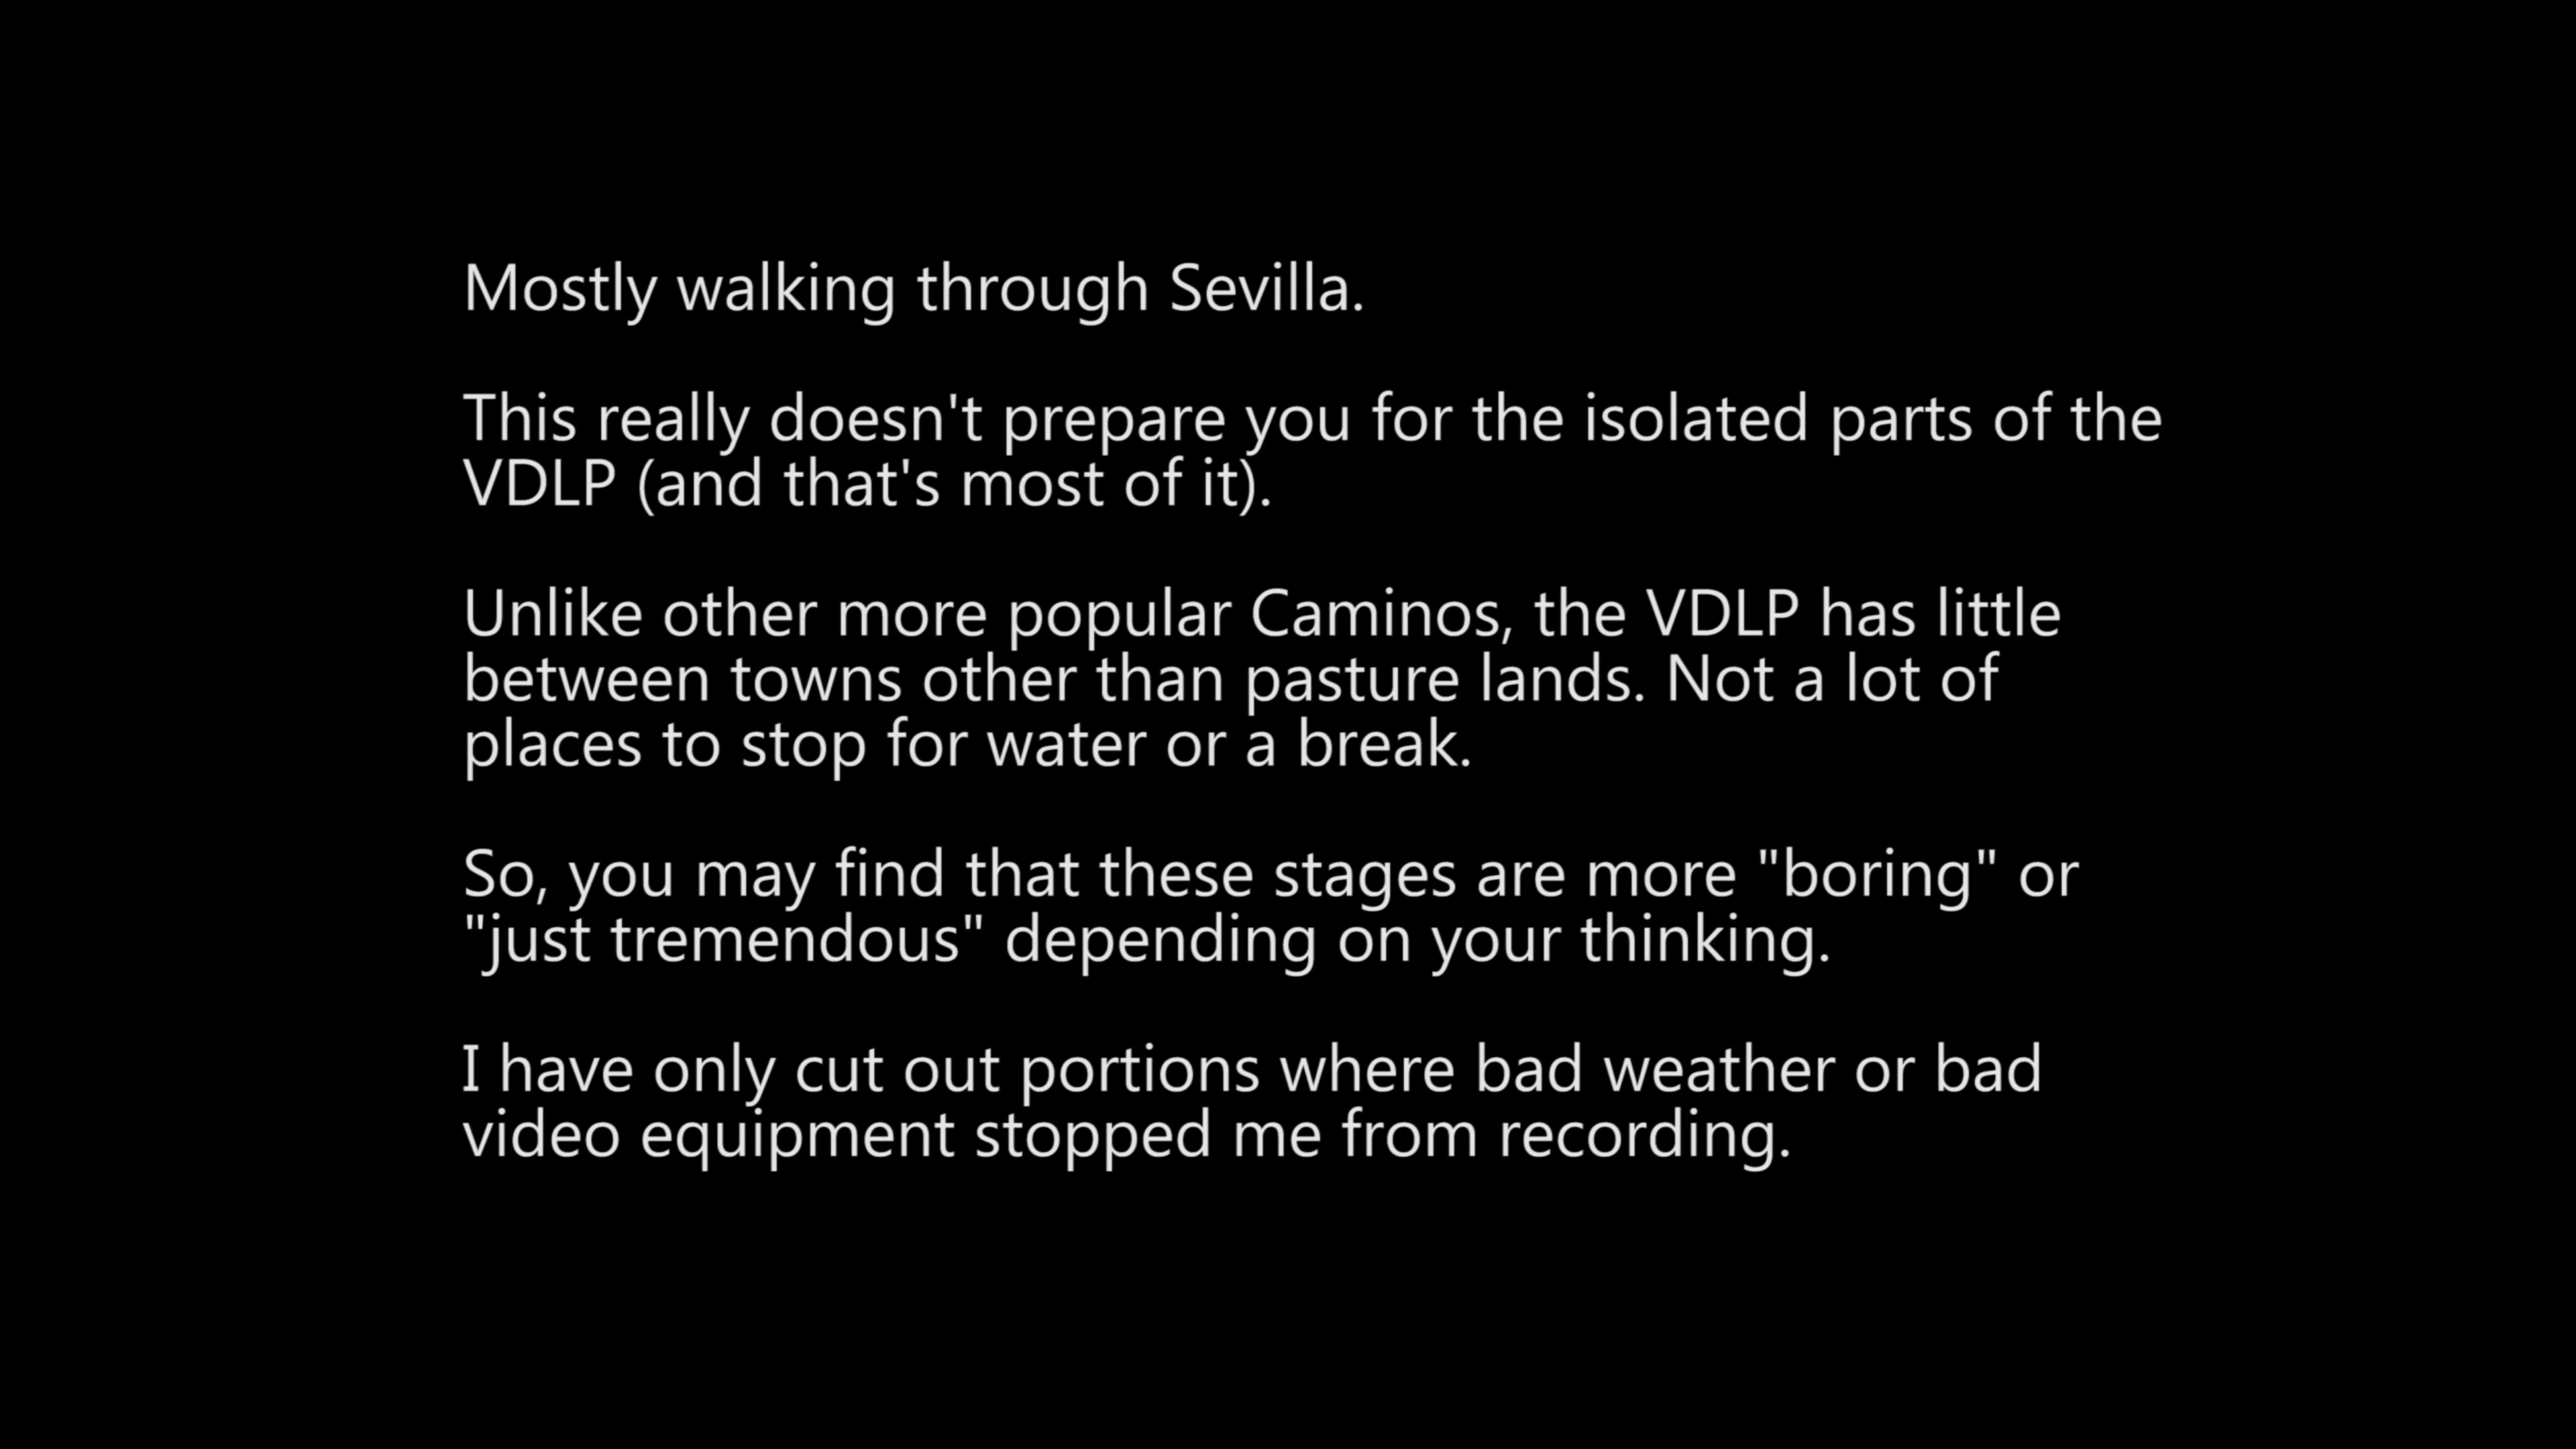 Mostly walking through Sevilla.
This really doesn't prepare you for the isolated parts of the
VDLP (and that's most of it).
Unlike other more popular Caminos, the VDLP has little
between towns other than pasture lands. Not a lot of
places to stop for water or a break.
So, you may find that these stages are more "boring" or
"just tremendous" depending on your thinking.
I have only cut out portions where bad weather or bad
video equipment stopped me from recording.